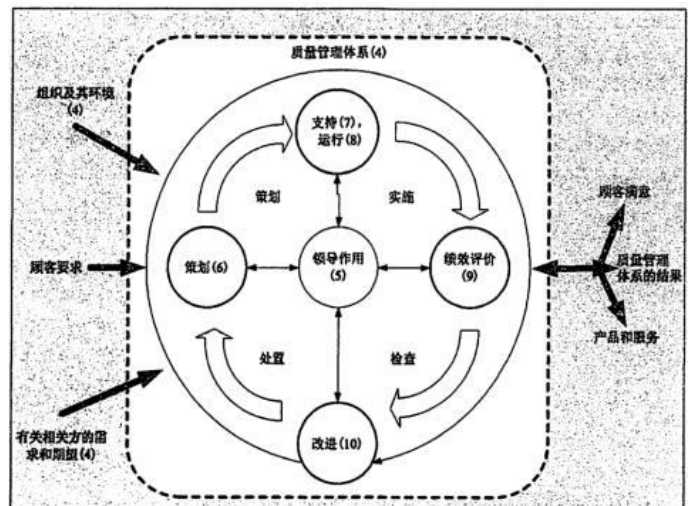 质量管理体系(4)
组织及其环境
(4)
支持(7),
运行(8)
策划
实施
顾客满意
顾客要求
策划(6)
领导作用
(5)
绩效评价
(9)
质量管理
体系的结果
产品和服务
处置
检查
有关相关方的需
求和期望(4)
改进(10)